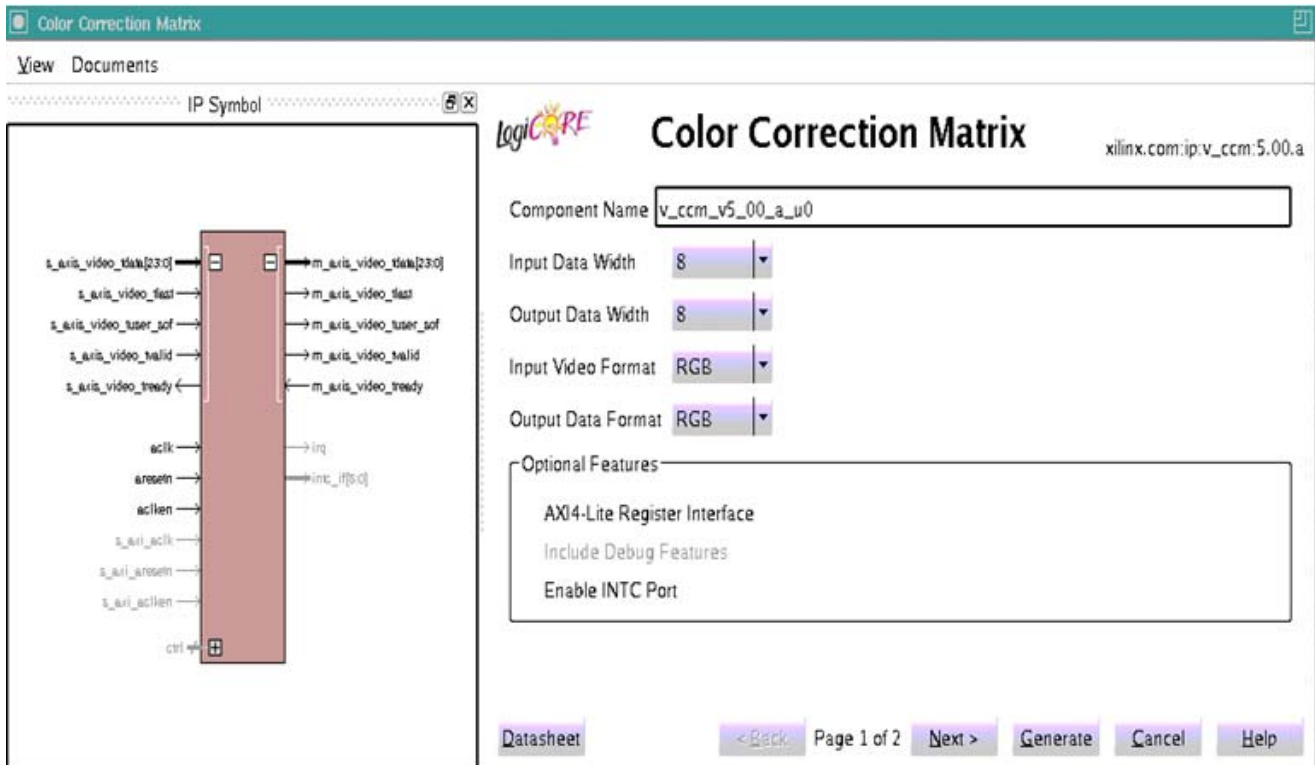 Color Correction Matrix
View Documents
IP Symbol
s_axis_video_tdata[23:0]
s_axis_video_tlast
s_axis_video_tuser_sof
s_axis_video_tvalid
s_axis_video_tready
aclk
aresetn
aclken
s_axi_aclk
s_axi_aresetn
s_axi_aclken
ctrl
m_axis_video_tdata[23:0]
m_axis_video_tlast
m_axis_video_tuser_sof
m_axis_video_tvalid
m_axis_video_tready
irq
intc_if[8:0]
LogiCORE
Color Correction Matrix
xilinx.com:ip:v_ccm:5.00.a
Component Name v_ccm_v5_00_a_u0
Input Data Width 8
Output Data Width 8
Input Video Format RGB
Output Data Format RGB
Optional Features
AXI4-Lite Register Interface
Include Debug Features
Enable INTC Port
Datasheet < Back Page 1 of 2 Next > Generate Cancel Help